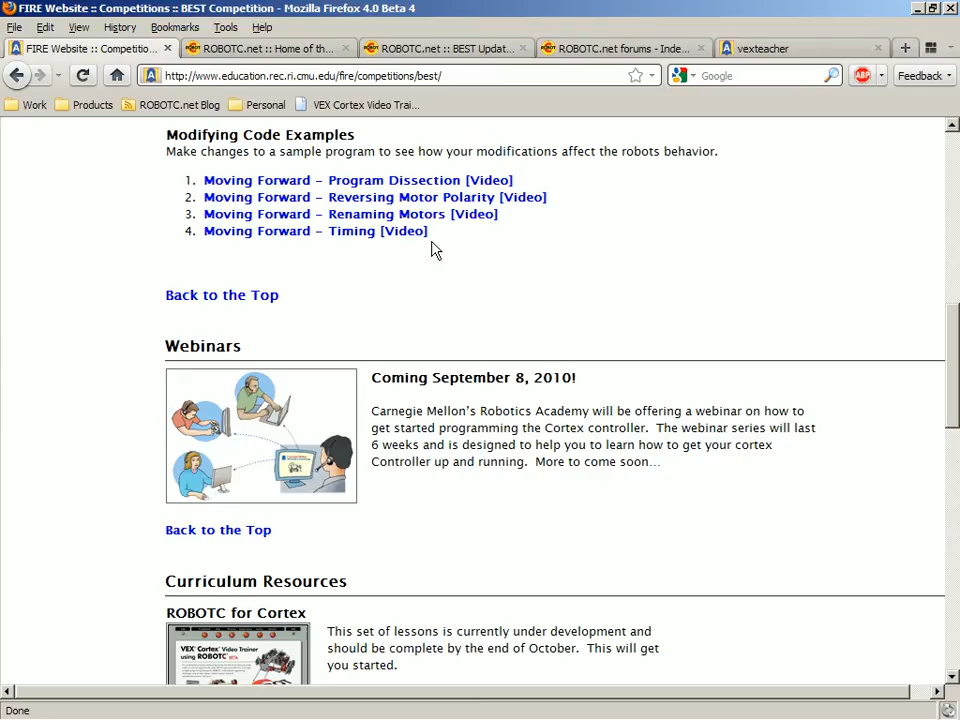 FIRE Website :: Competitions :: BEST Competition - Mozilla Firefox 4.0 Beta 4
File Edit View History Bookmarks Tools Help
FIRE Website :: Competitio... ROBOTC.net :: Home of th... ROBOTC.net :: BEST Updat... ROBOTC.net forums - Inde... vexteacher
http://www.education.rec.ri.cmu.edu/fire/competitions/best/ Google ABP Feedback
Work Products ROBOTC.net Blog Personal VEX Cortex Video Trai...
Modifying Code Examples
Make changes to a sample program to see how your modifications affect the robots behavior.
1. Moving Forward – Program Dissection [Video]
2. Moving Forward – Reversing Motor Polarity [Video]
3. Moving Forward – Renaming Motors [Video]
4. Moving Forward – Timing [Video]
Back to the Top
Webinars
Coming September 8, 2010!
Carnegie Mellon's Robotics Academy will be offering a webinar on how to
get started programming the Cortex controller. The webinar series will last
6 weeks and is designed to help you to learn how to get your cortex
Controller up and running. More to come soon...
Back to the Top
Curriculum Resources
ROBOTC for Cortex
This set of lessons is currently under development and
should be complete by the end of October. This will get
you started.
VEX Cortex Video Trainer
using ROBOTC BETA
Done